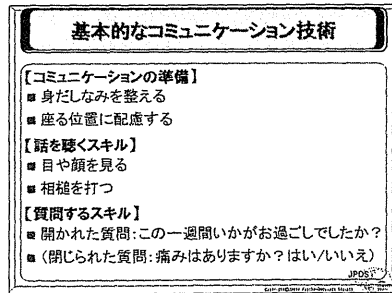 基本的なコミュニケーション技術
【コミュニケーションの準備】
身だしなみを整える
座る位置に配慮する
【話を聴くスキル】
目や顔を見る
相槌を打つ
【質問するスキル】
開かれた質問:この一週間いかがお過ごしでしたか?
(閉じられた質問:痛みはありますか?はい/いいえ)
JPOS